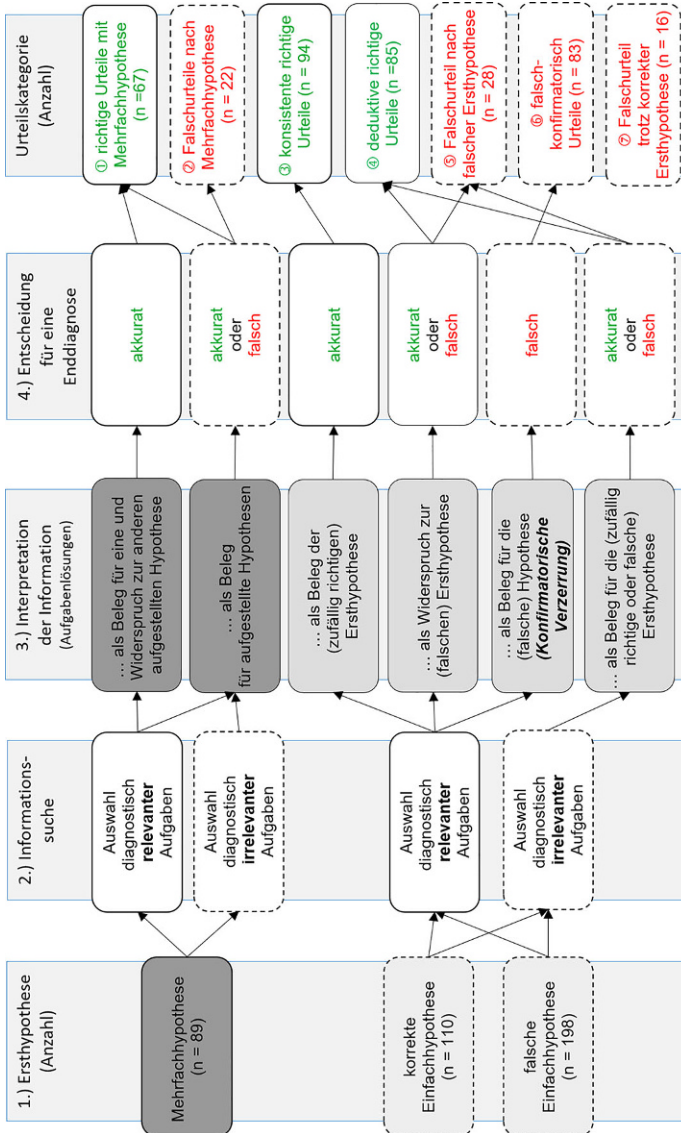 1.) Ersthypothese
(Anzahl)
Mehrfachhypothese
(n = 89)
korrekte
Einfachhypothese
(n = 110)
falsche
Einfachhypothese
(n = 198)
2.) Informations-
suche
Auswahl
diagnostisch
relevanter
Aufgaben
Auswahl
diagnostisch
irrelevanter
Aufgaben
Auswahl
diagnostisch
relevanter
Aufgaben
Auswahl
diagnostisch
irrelevanter
Aufgaben
3.) Interpretation
der Information
(Aufgabenlösungen)
… als Beleg für eine und
Widerspruch zur anderen
aufgestellten Hypothese
… als Beleg
für aufgestellte Hypothesen
… als Beleg der
(zufällig richtigen)
Ersthypothese
… als Widerspruch zur
(falschen) Ersthypothese
… als Beleg für die
(falsche) Hypothese
(Konfirmatorische
Verzerrung)
… als Beleg für die (zufällig
richtige oder falsche)
Ersthypothese
4.) Entscheidung
für eine
Enddiagnose
akkurat
akkurat
oder
falsch
akkurat
akkurat
oder
falsch
falsch
akkurat
oder
falsch
Urteilskategorie
(Anzahl)
① richtige Urteile mit
Mehrfachhypothese
(n =67)
② Falschurteile nach
Mehrfachhypothese
(n = 22)
③ konsistente richtige
Urteile (n = 94)
④ deduktive richtige
Urteile (n =85)
⑤ Falschurteil nach
falscher Ersthypothese
(n = 28)
⑥ falsch-
konfirmatorisch
Urteile (n = 83)
⑦ Falschurteil
trotz korrekter
Ersthypothese (n = 16)